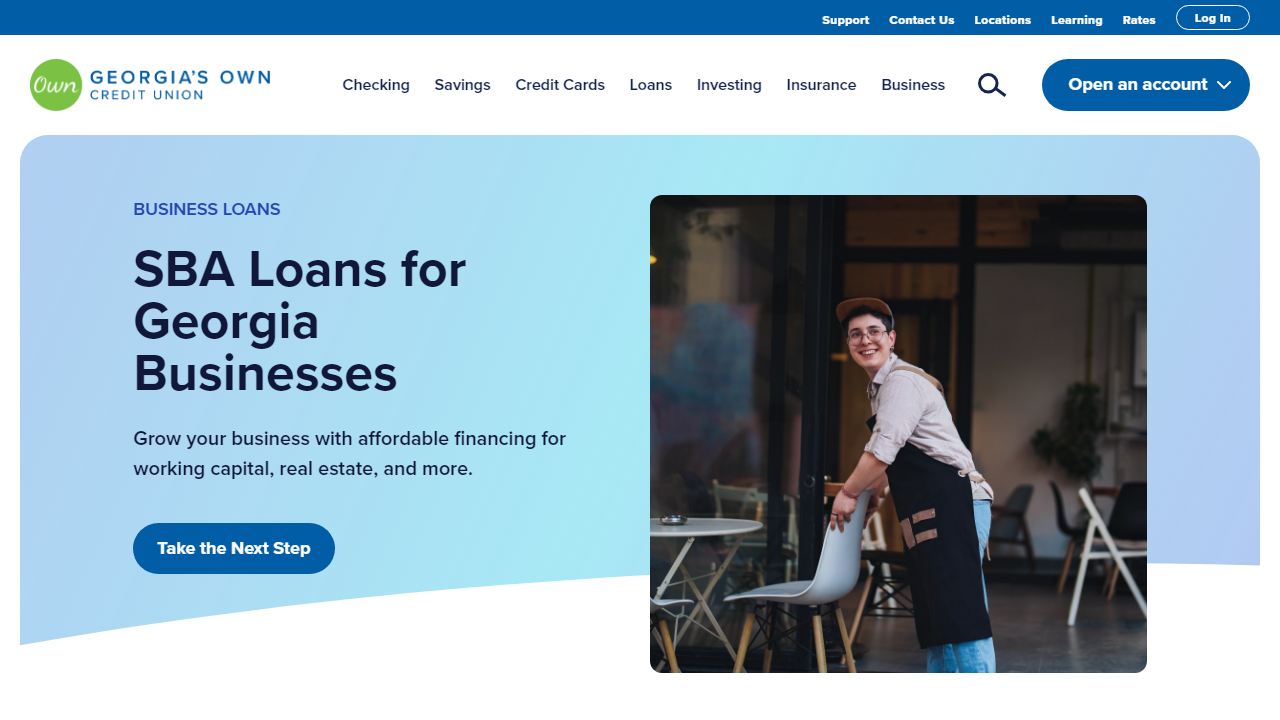 Support Contact Us Locations Learning Rates Log In
Own GEORGIA'S OWN
CREDIT UNION
Checking Savings Credit Cards Loans Investing Insurance Business Open an account
BUSINESS LOANS
SBA Loans for
Georgia
Businesses
Grow your business with affordable financing for
working capital, real estate, and more.
Take the Next Step